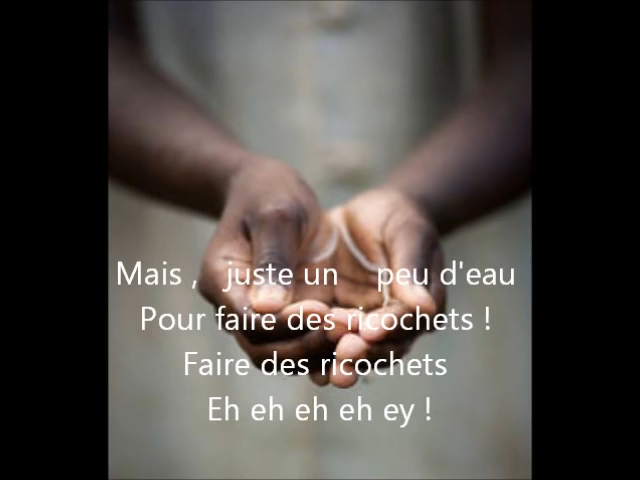 Mais , juste un peu d'eau
Pour faire des ricochets !
Faire des ricochets
Eh eh eh eh ey !